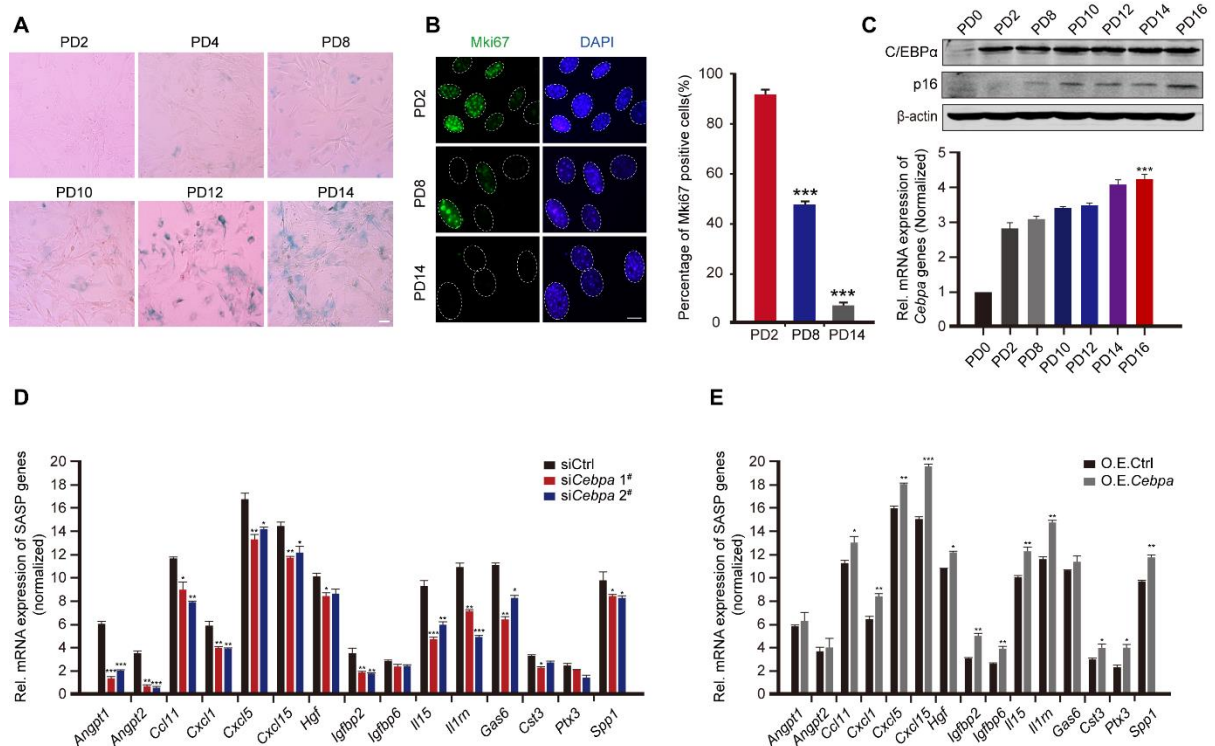 A
PD2 PD4 PD8
PD10 PD12 PD14
B
Mki67 DAPI
PD2
PD8
PD14
Percentage of Mki67 positive cells(%)
100
80
60
40
20
0
***
***
PD2 PD8 PD14
C
PD0 PD2 PD8 PD10 PD12 PD14 PD16
C/EBPα
p16
β-actin
Rel. mRNA expression of
Cebpa genes (Normalized)
5
4
3
2
1
0
***
PD0 PD2 PD8 PD10 PD12 PD14 PD16
D
Rel. mRNA expression of SASP genes
(normalized)
20
18
16
14
12
10
8
6
4
2
0
siCtrl
siCebpa 1#
siCebpa 2#
*** *** ** *** * ** ** ** ** * ** * * ** ** *** ** ** *** ** * * * *
Angpt1 Angpt2 Ccl11 Cxcl1 Cxcl5 Cxcl15 Hgf Igfbp2 Igfbp6 Il15 Il1rn Gas6 Cst3 Ptx3 Spp1
E
Rel. mRNA expression of SASP genes
(normalized)
20
18
16
14
12
10
8
6
4
2
0
O.E.Ctrl
O.E.Cebpa
* ** ** *** * ** ** ** ** * * **
Angpt1 Angpt2 Ccl11 Cxcl1 Cxcl5 Cxcl15 Hgf Igfbp2 Igfbp6 Il15 Il1rn Gas6 Cst3 Ptx3 Spp1